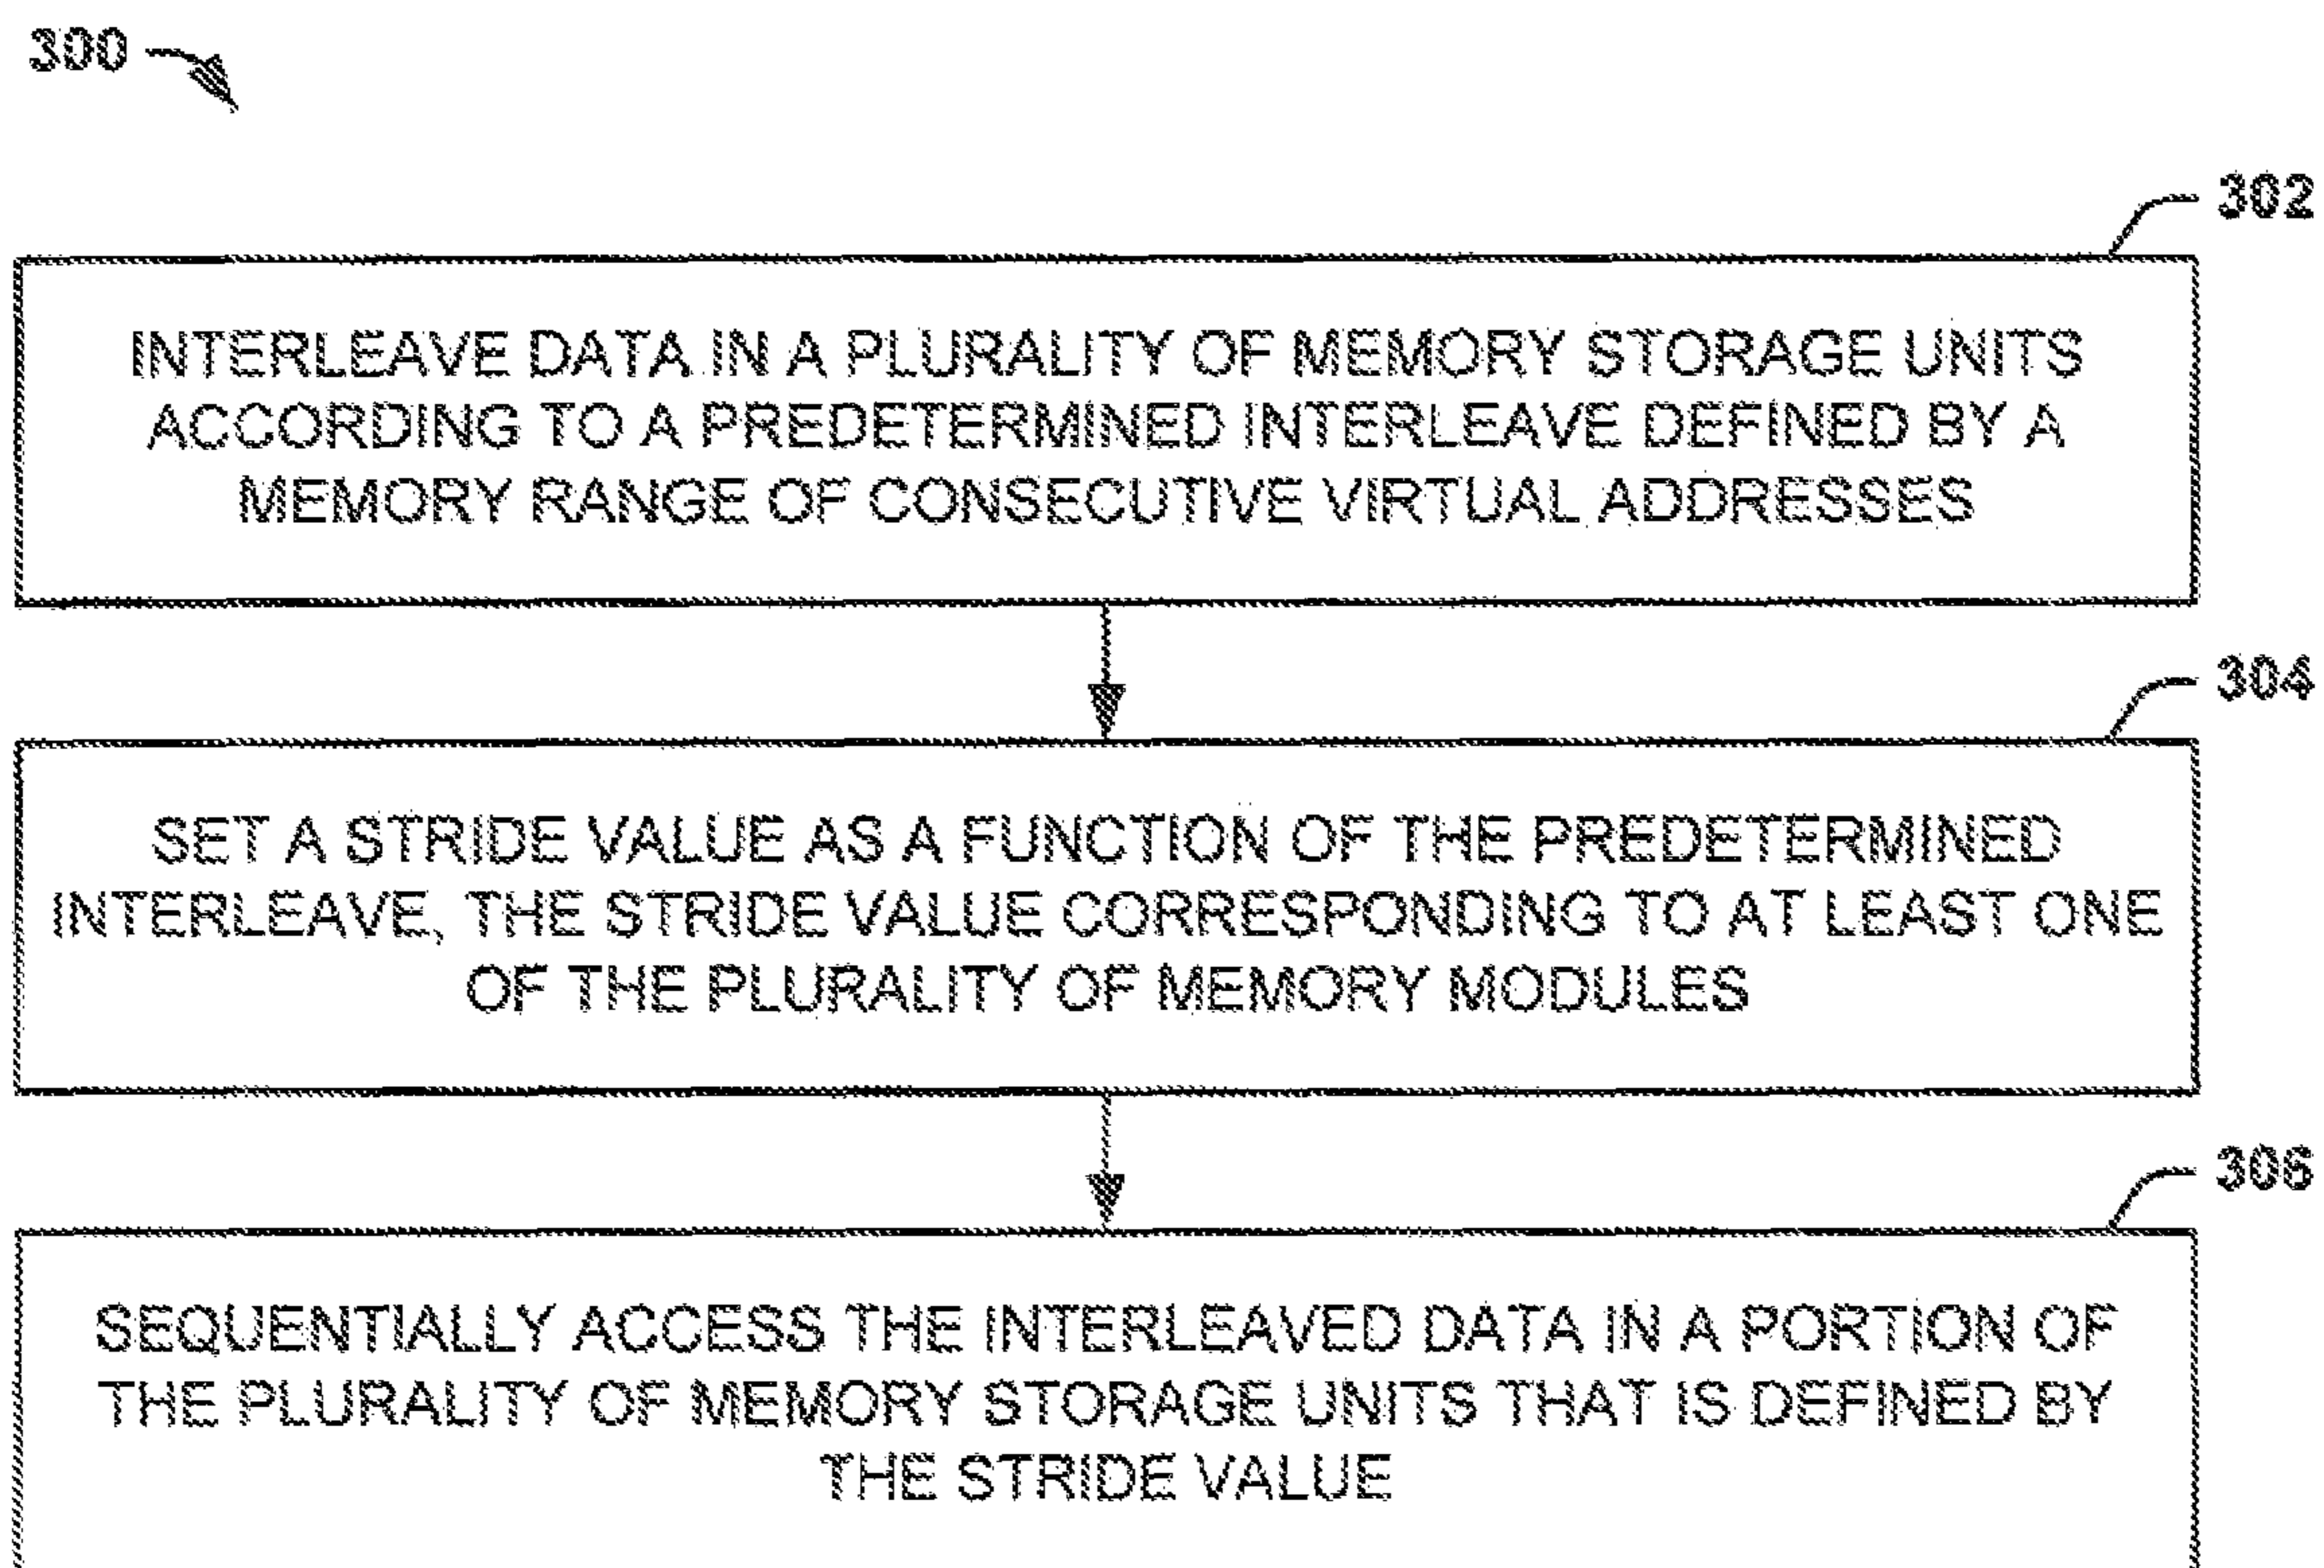 300
302
INTERLEAVE DATA IN A PLURALITY OF MEMORY STORAGE UNITS
ACCORDING TO A PREDETERMINED INTERLEAVE DEFINED BY A
MEMORY RANGE OF CONSECUTIVE VIRTUAL ADDRESSES
304
SET A STRIDE VALUE AS A FUNCTION OF THE PREDETERMINED
INTERLEAVE, THE STRIDE VALUE CORRESPONDING TO AT LEAST ONE
OF THE PLURALITY OF MEMORY MODULES
306
SEQUENTIALLY ACCESS THE INTERLEAVED DATA IN A PORTION OF
THE PLURALITY OF MEMORY STORAGE UNITS THAT IS DEFINED BY
THE STRIDE VALUE